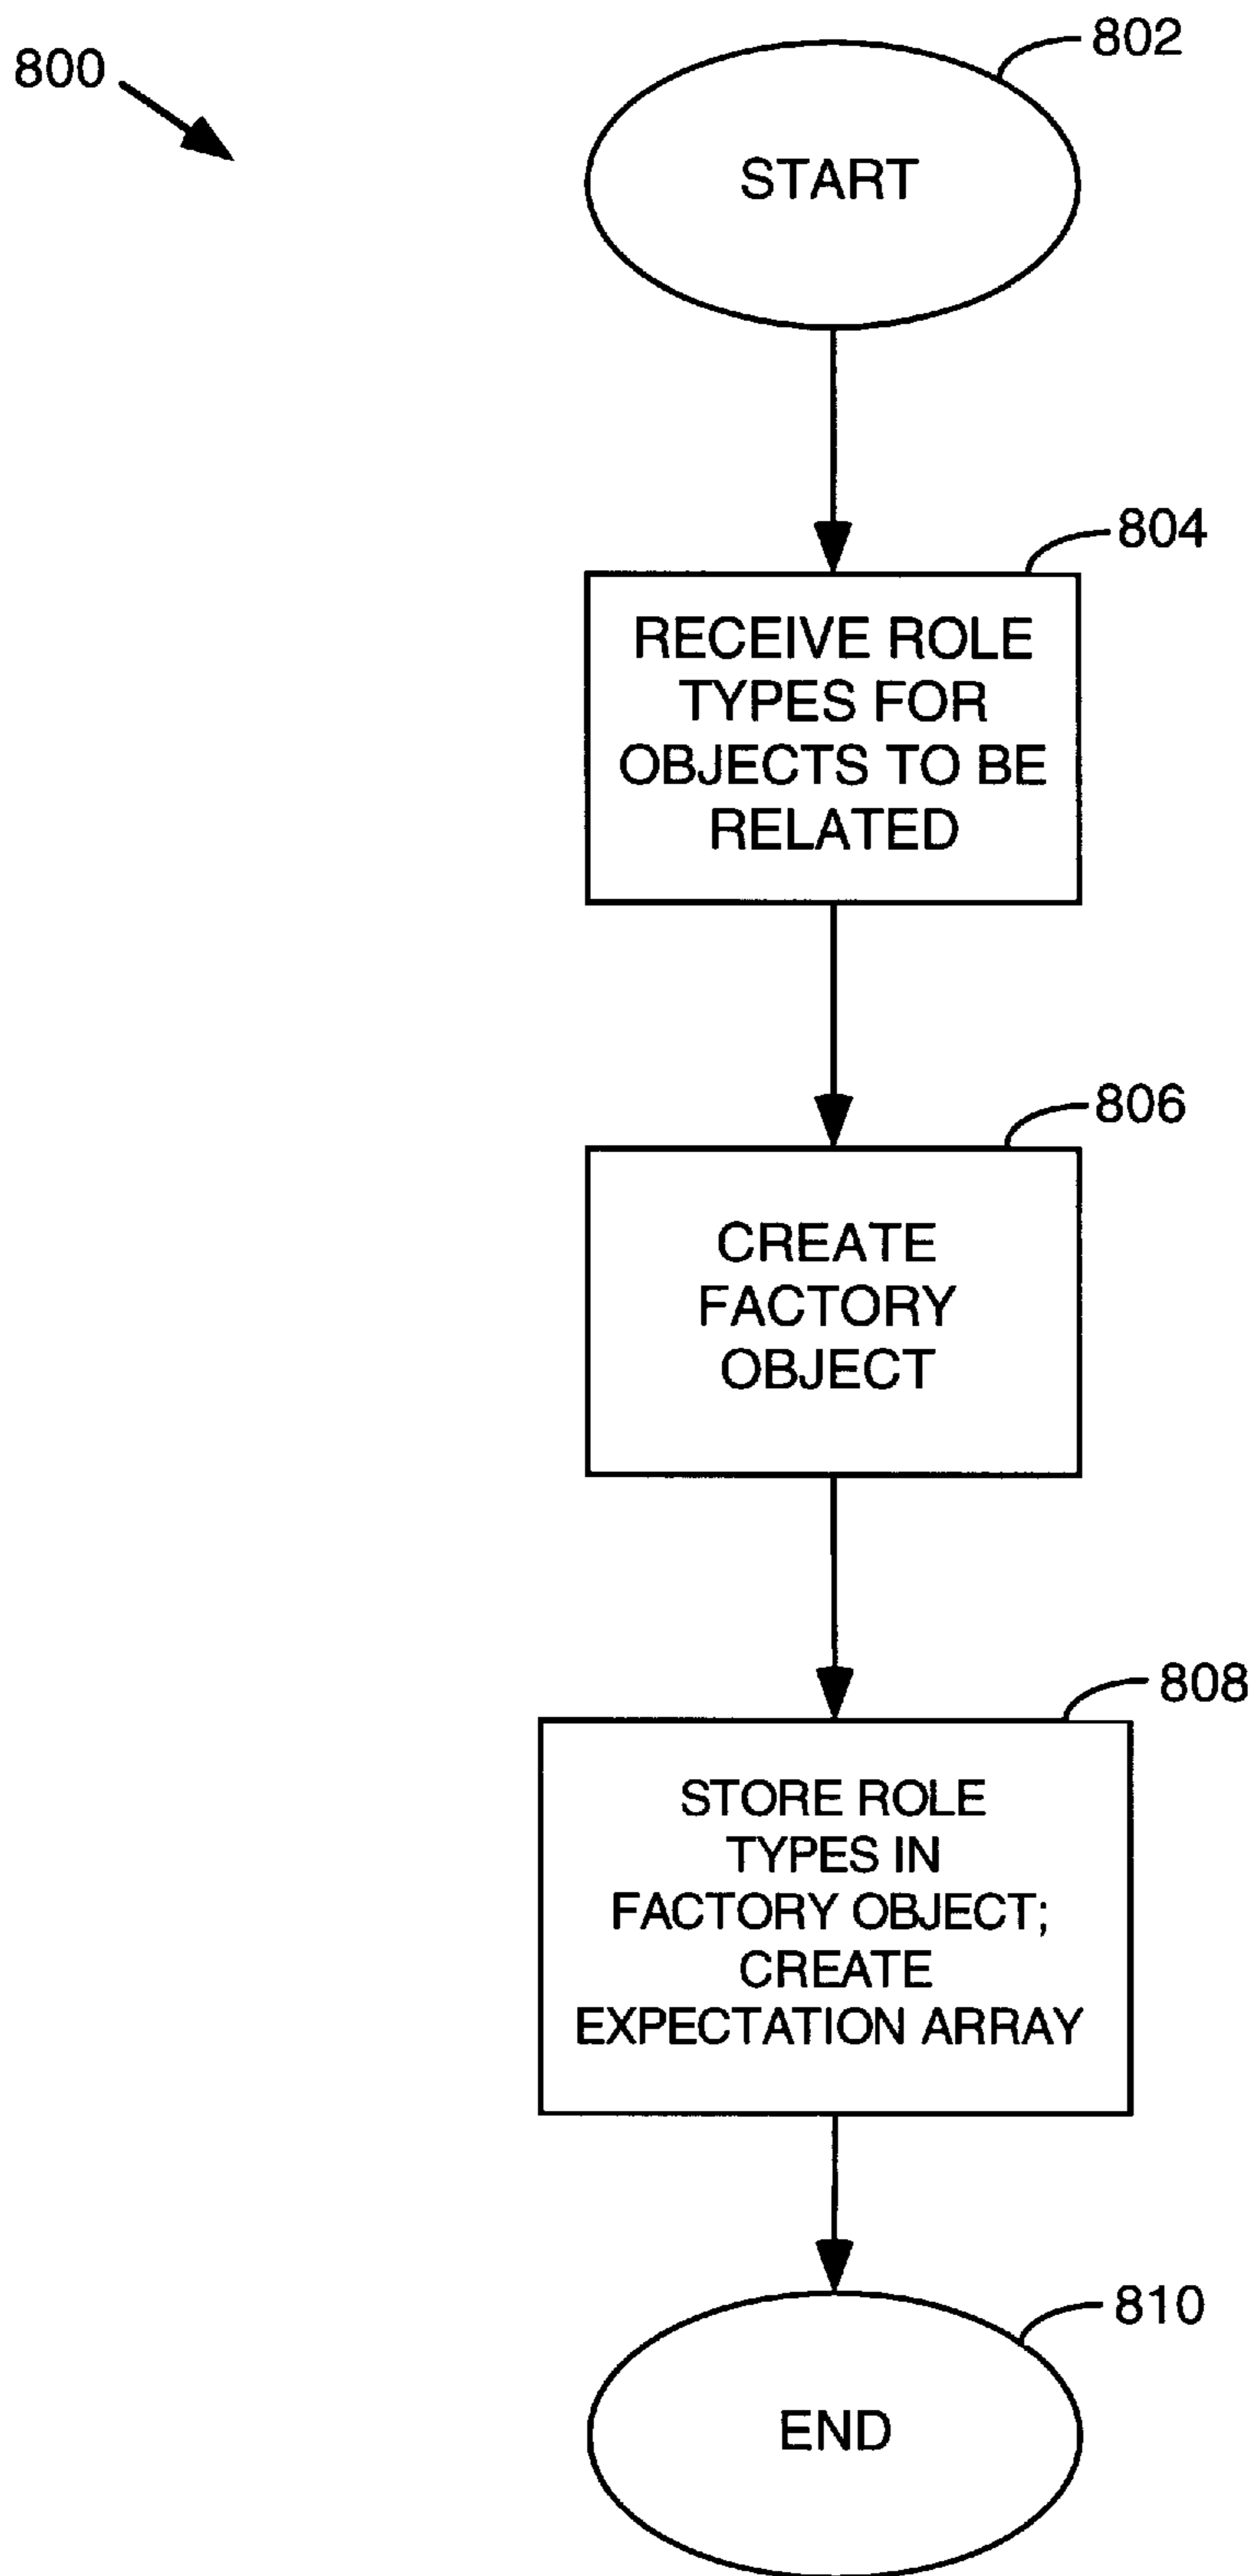 800
802
START
804
RECEIVE ROLE
TYPES FOR
OBJECTS TO BE
RELATED
806
CREATE
FACTORY
OBJECT
808
STORE ROLE
TYPES IN
FACTORY OBJECT;
CREATE
EXPECTATION ARRAY
810
END